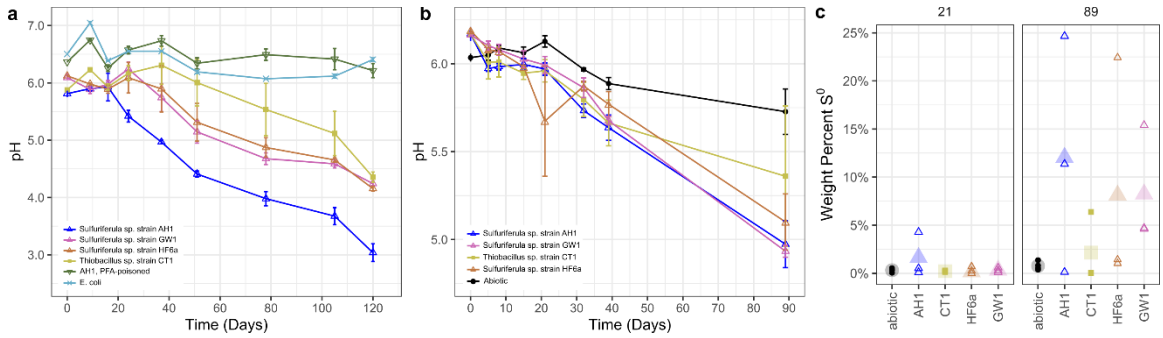 a
7.0
6.0
5.0
4.0
3.0
pH
0 20 40 60 80 100 120
Time (Days)
Sulfuriferula sp. strain AH1
Sulfuriferula sp. strain GW1
Sulfuriferula sp. strain HF6a
Thiobacillus sp. strain CT1
AH1, PFA-poisoned
E. coli
b
6.0
5.0
pH
0 10 20 30 40 50 60 70 80 90
Time (Days)
Sulfuriferula sp. strain AH1
Sulfuriferula sp. strain GW1
Thiobacillus sp. strain CT1
Sulfuriferula sp. strain HF6a
Abiotic
c
21 89
25%
20%
15%
10%
5%
0%
Weight Percent S⁰
abiotic AH1 CT1 HF6a GW1 abiotic AH1 CT1 HF6a GW1